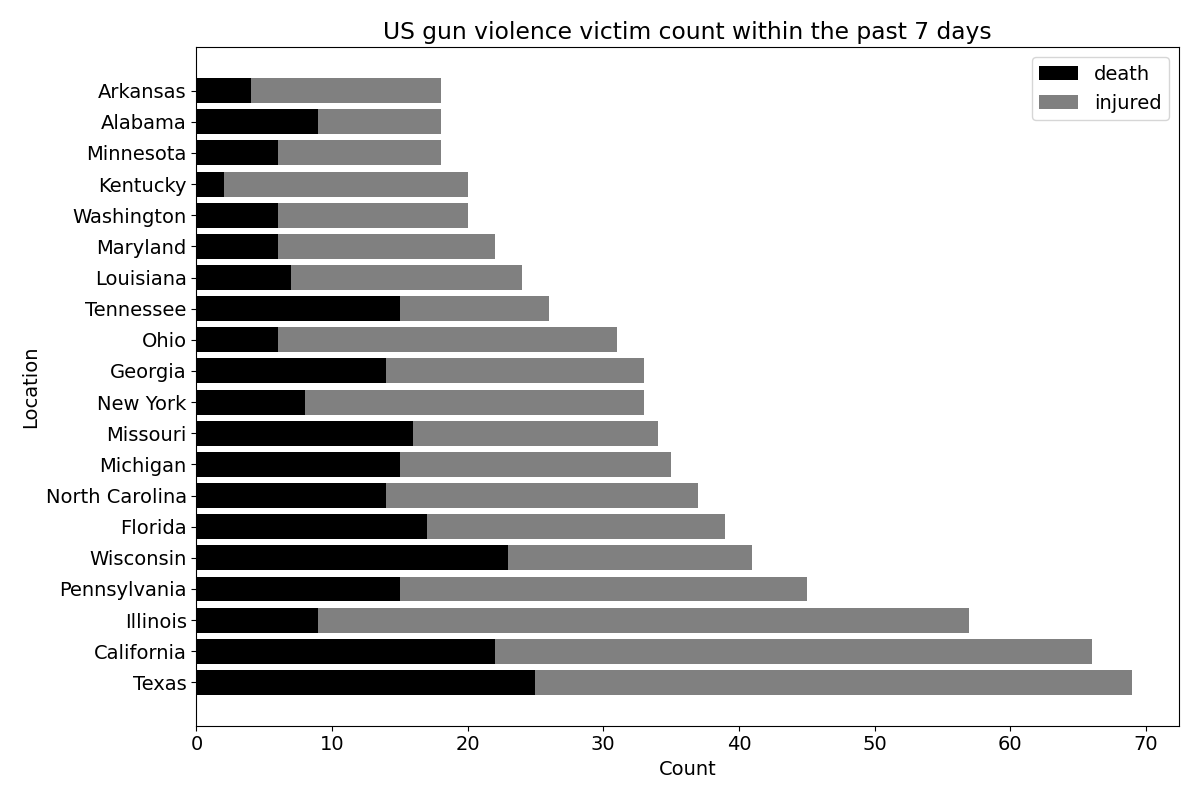 US gun violence victim count within the past 7 days
death
injured
Arkansas
Alabama
Minnesota
Kentucky
Washington
Maryland
Louisiana
Tennessee
Ohio
Georgia
New York
Missouri
Michigan
North Carolina
Florida
Wisconsin
Pennsylvania
Illinois
California
Texas
Location
0 10 20 30 40 50 60 70
Count